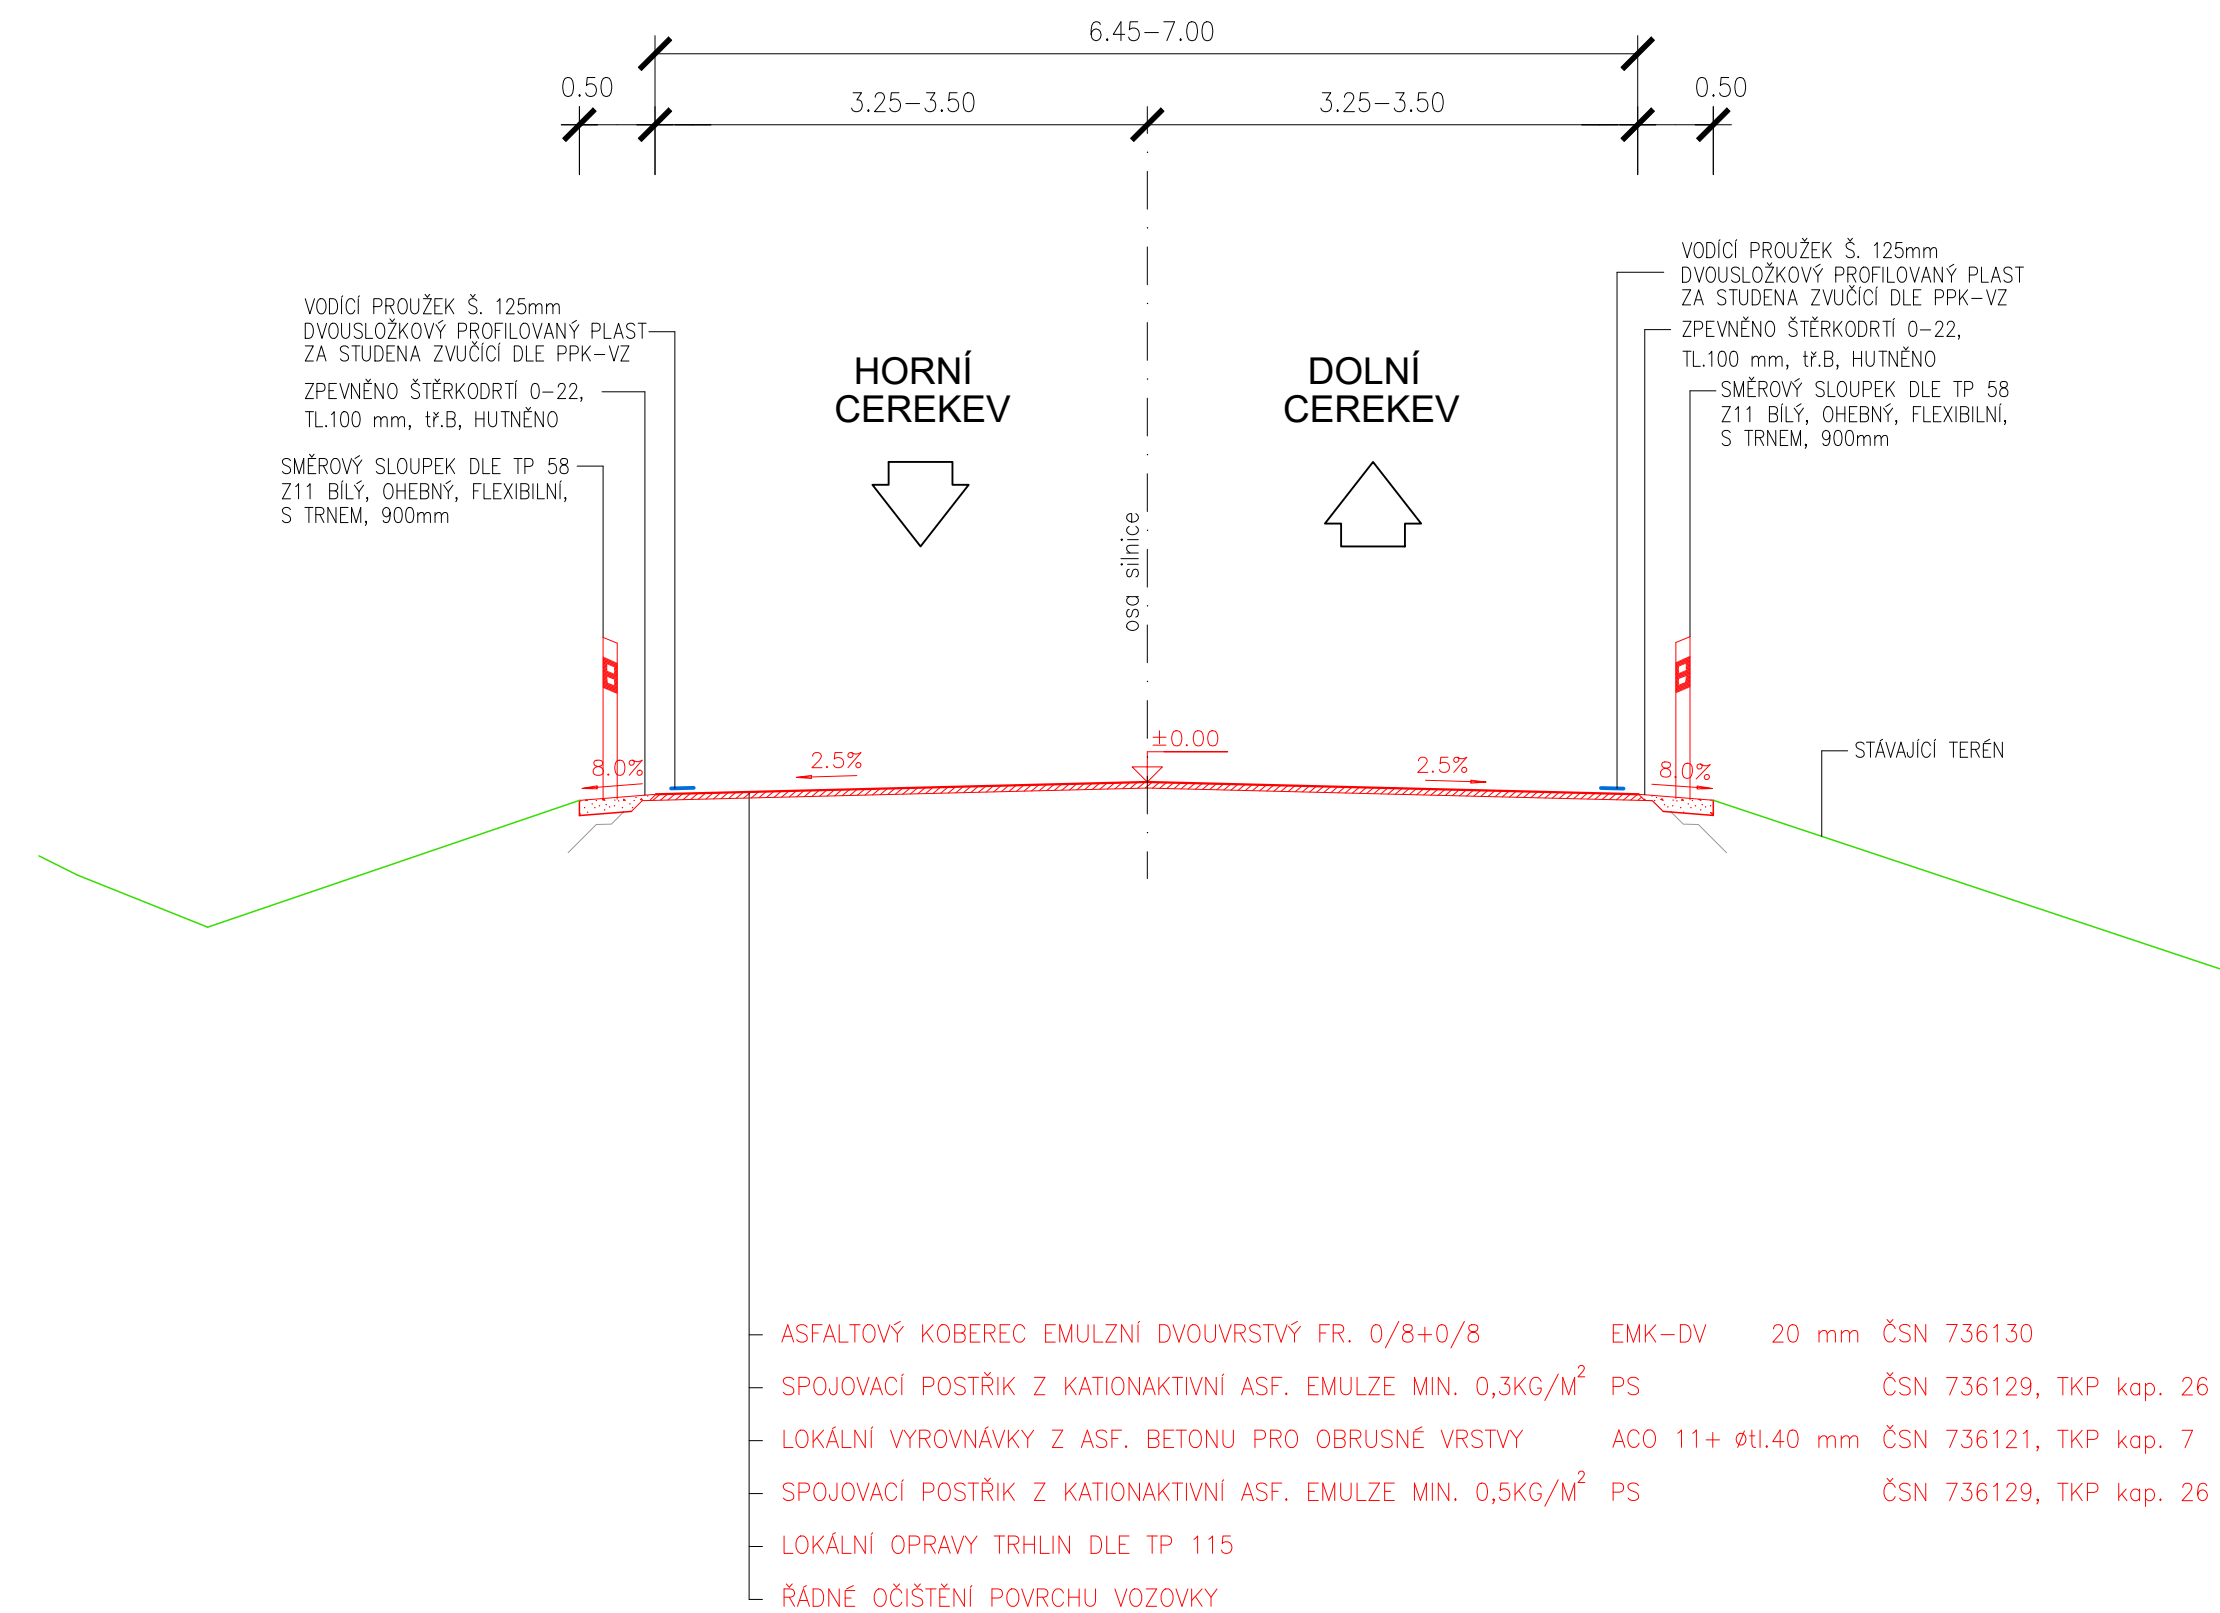 6.45-7.00
0.50
3.25-3.50
3.25-3.50
0.50
VODÍCÍ PROUŽEK Š. 125mm
DVOUSLOŽKOVÝ PROFILOVANÝ PLAST
ZA STUDENA ZVUČÍCÍ DLE PPK-VZ
ZPEVNĚNO ŠTĚRKODRTÍ 0-22,
TL.100 mm, tř.B, HUTNĚNO
SMĚROVÝ SLOUPEK DLE TP 58
Z11 BÍLÝ, OHEBNÝ, FLEXIBILNÍ,
S TRNEM, 900mm
HORNÍ
CEREKEV
osa silnice
DOLNÍ
CEREKEV
VODÍCÍ PROUŽEK Š. 125mm
DVOUSLOŽKOVÝ PROFILOVANÝ PLAST
ZA STUDENA ZVUČÍCÍ DLE PPK-VZ
ZPEVNĚNO ŠTĚRKODRTÍ 0-22,
TL.100 mm, tř.B, HUTNĚNO
SMĚROVÝ SLOUPEK DLE TP 58
Z11 BÍLÝ, OHEBNÝ, FLEXIBILNÍ,
S TRNEM, 900mm
8.0%
2.5%
±0.00
2.5%
8.0%
STÁVAJÍCÍ TERÉN
ASFALTOVÝ KOBEREC EMULZNÍ DVOUVRSTVÝ FR. 0/8+0/8 EMK-DV 20 mm ČSN 736130
SPOJOVACÍ POSTŘIK Z KATIONAKTIVNÍ ASF. EMULZE MIN. 0,3KG/M² PS ČSN 736129, TKP kap. 26
LOKÁLNÍ VYROVNÁVKY Z ASF. BETONU PRO OBRUSNÉ VRSTVY ACO 11+ øtl.40 mm ČSN 736121, TKP kap. 7
SPOJOVACÍ POSTŘIK Z KATIONAKTIVNÍ ASF. EMULZE MIN. 0,5KG/M² PS ČSN 736129, TKP kap. 26
LOKÁLNÍ OPRAVY TRHLIN DLE TP 115
ŘÁDNÉ OČIŠTĚNÍ POVRCHU VOZOVKY